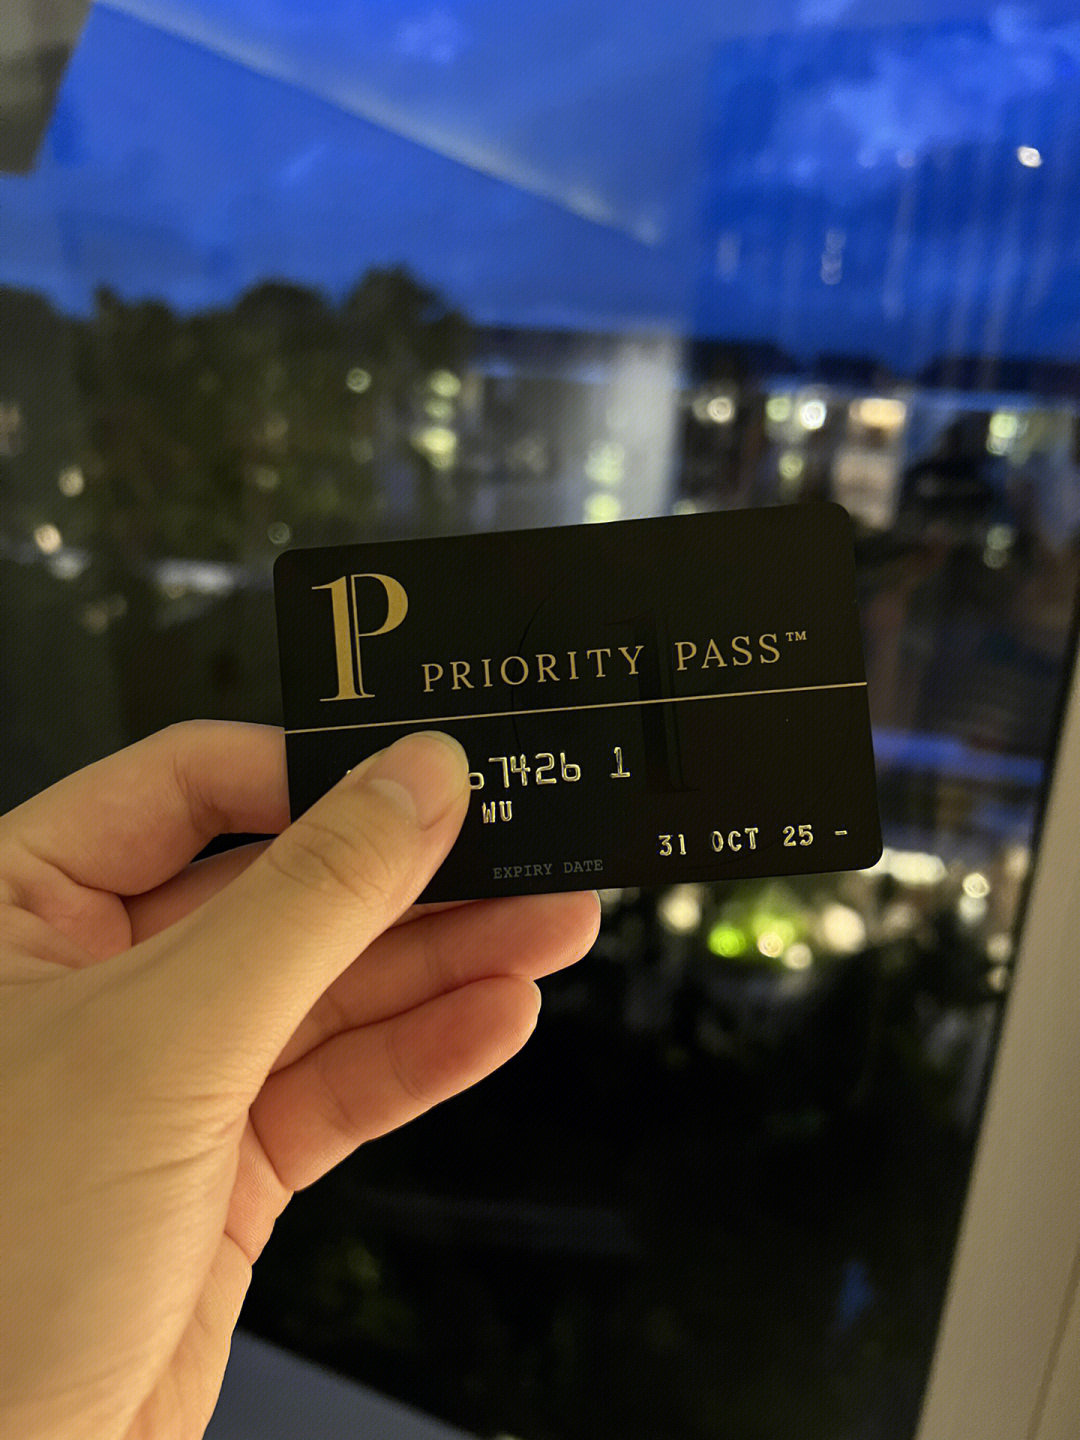 PRIORITY PASS™
67426 1
WU
31 OCT 25 -
EXPIRY DATE